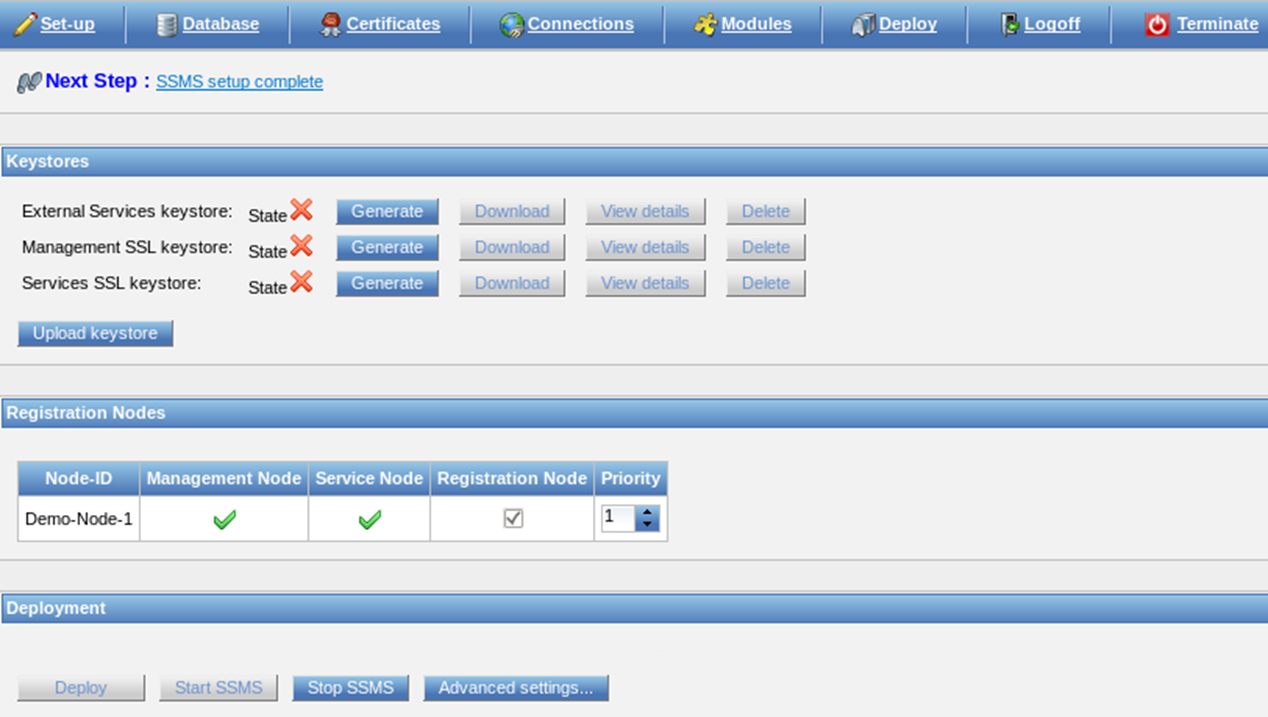 Set-up Database Certificates Connections Modules Deploy Logoff Terminate
Next Step : SSMS setup complete
Keystores
External Services keystore: State Generate Download View details Delete
Management SSL keystore: State Generate Download View details Delete
Services SSL keystore: State Generate Download View details Delete
Upload keystore
Registration Nodes
Node-ID Management Node Service Node Registration Node Priority
Demo-Node-1 1
Deployment
Deploy Start SSMS Stop SSMS Advanced settings...